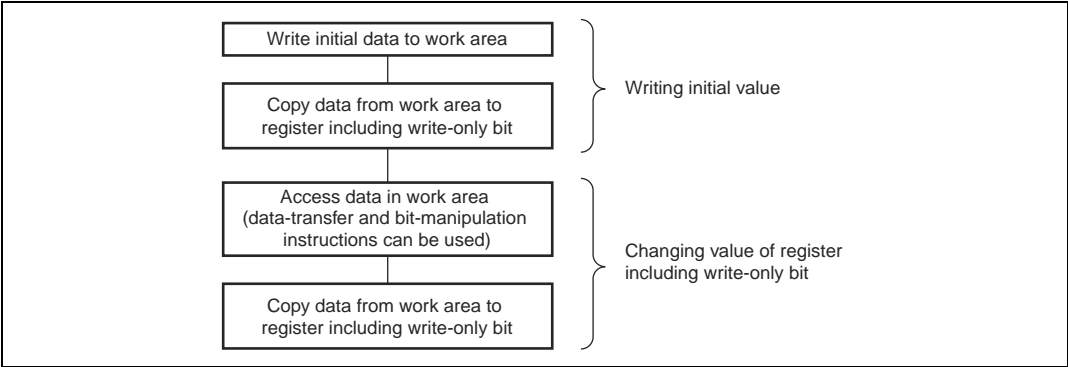 Write initial data to work area
Copy data from work area to
register including write-only bit
Writing initial value
Access data in work area
(data-transfer and bit-manipulation
instructions can be used)
Copy data from work area to
register including write-only bit
Changing value of register
including write-only bit